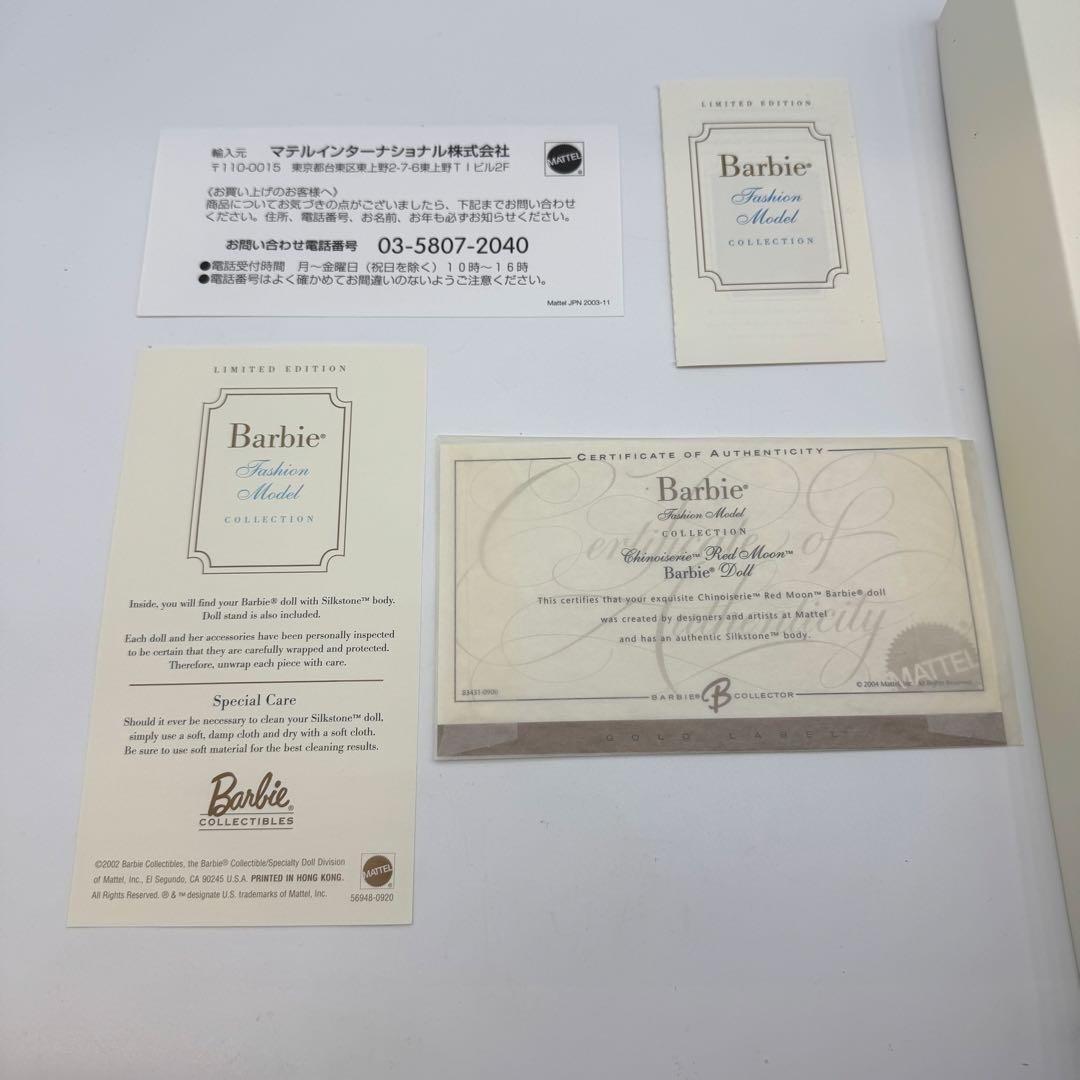 輸入元 マテルインターナショナル株式会社
〒110-0015 東京都台東区東上野2-7-6東上野TIビル2F
MATTEL
《お買い上げのお客様へ》
商品についてお気づきの点がございましたら、下記までお問い合わせ
ください。住所、電話番号、お名前、お年も必ずお知らせください。
お問い合わせ電話番号 03-5807-2040
●電話受付時間 月～金曜日(祝日を除く)10時～16時
●電話番号はよく確かめてお間違いのないようご注意ください。
Mattel JPN 2003-11
LIMITED EDITION
Barbie®
Fashion
Model
COLLECTION
LIMITED EDITION
Barbie®
Fashion
Model
COLLECTION
Inside, you will find your Barbie® doll with Silkstone™ body.
Doll stand is also included.
Each doll and her accessories have been personally inspected
to be certain that they are carefully wrapped and protected.
Therefore, unwrap each piece with care.
Special Care
Should it ever be necessary to clean your Silkstone™ doll,
simply use a soft, damp cloth and dry with a soft cloth.
Be sure to use soft material for the best cleaning results.
Barbie®
COLLECTIBLES
©2002 Barbie Collectibles, the Barbie® Collectible/Specialty Doll Division
of Mattel, Inc., El Segundo, CA 90245 U.S.A. PRINTED IN HONG KONG.
All Rights Reserved. ® & ™ designate U.S. trademarks of Mattel, Inc.
MATTEL
56948-0920
CERTIFICATE OF AUTHENTICITY
Certificate of
Authenticity
Barbie®
Fashion Model
COLLECTION
Chinoiserie™ Red Moon™
Barbie® Doll
This certifies that your exquisite Chinoiserie™ Red Moon™ Barbie® doll
was created by designers and artists at Mattel
and has an authentic Silkstone™ body.
MATTEL
83431-0906
© 2004 Mattel, Inc. All Rights Reserved.
BARBIE® B COLLECTOR
GOLD LABEL™